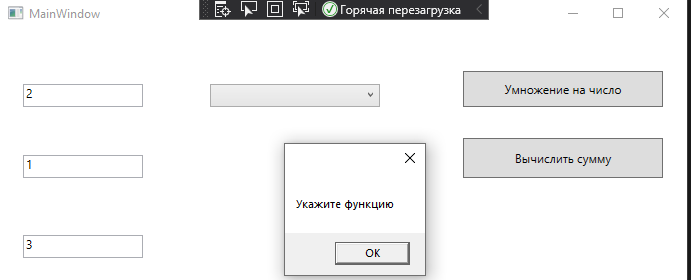 MainWindow
Горячая перезагрузка
2
Умножение на число
1
Вычислить сумму
Укажите функцию
OK
3